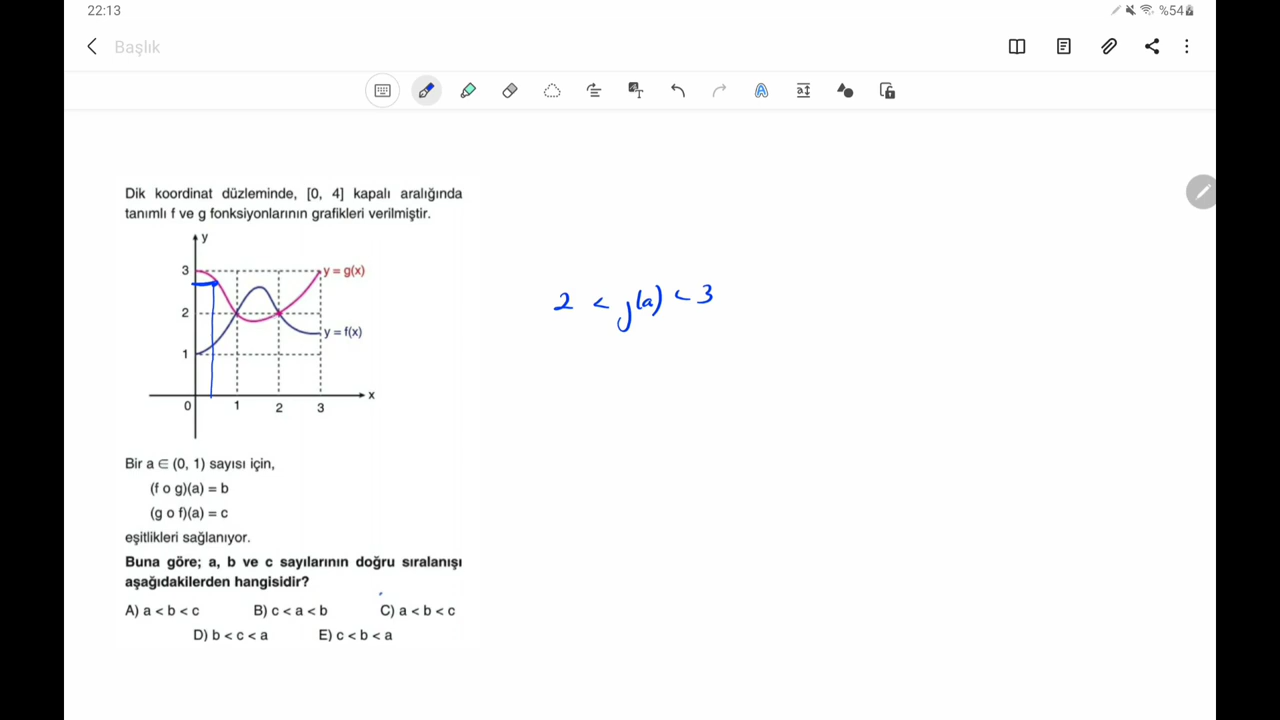 22:13
%54
Başlık
Dik koordinat düzleminde, [0, 4] kapalı aralığında
tanımlı f ve g fonksiyonlarının grafikleri verilmiştir.
y
3
y = g(x)
2
y = f(x)
1
x
0 1 2 3
2 < g(a) < 3
Bir a ∈ (0, 1) sayısı için,
(f o g)(a) = b
(g o f)(a) = c
eşitlikleri sağlanıyor.
Buna göre; a, b ve c sayılarının doğru sıralanışı
aşağıdakilerden hangisidir?
A) a < b < c B) c < a < b C) a < b < c
D) b < c < a E) c < b < a